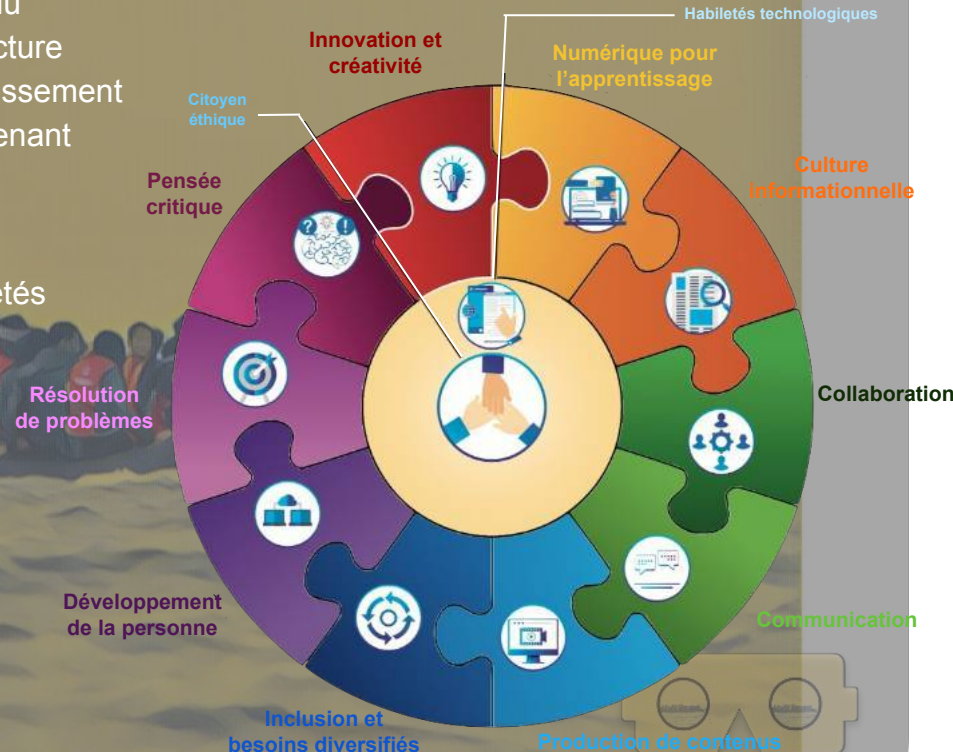 Habiletés technologiques
Innovation et
créativité
Numérique pour
l'apprentissage
Citoyen
éthique
Pensée
critique
Culture
informationnelle
Résolution
de problèmes
Collaboration
Développement
de la personne
Communication
Inclusion et
besoins diversifiés
Production de contenus